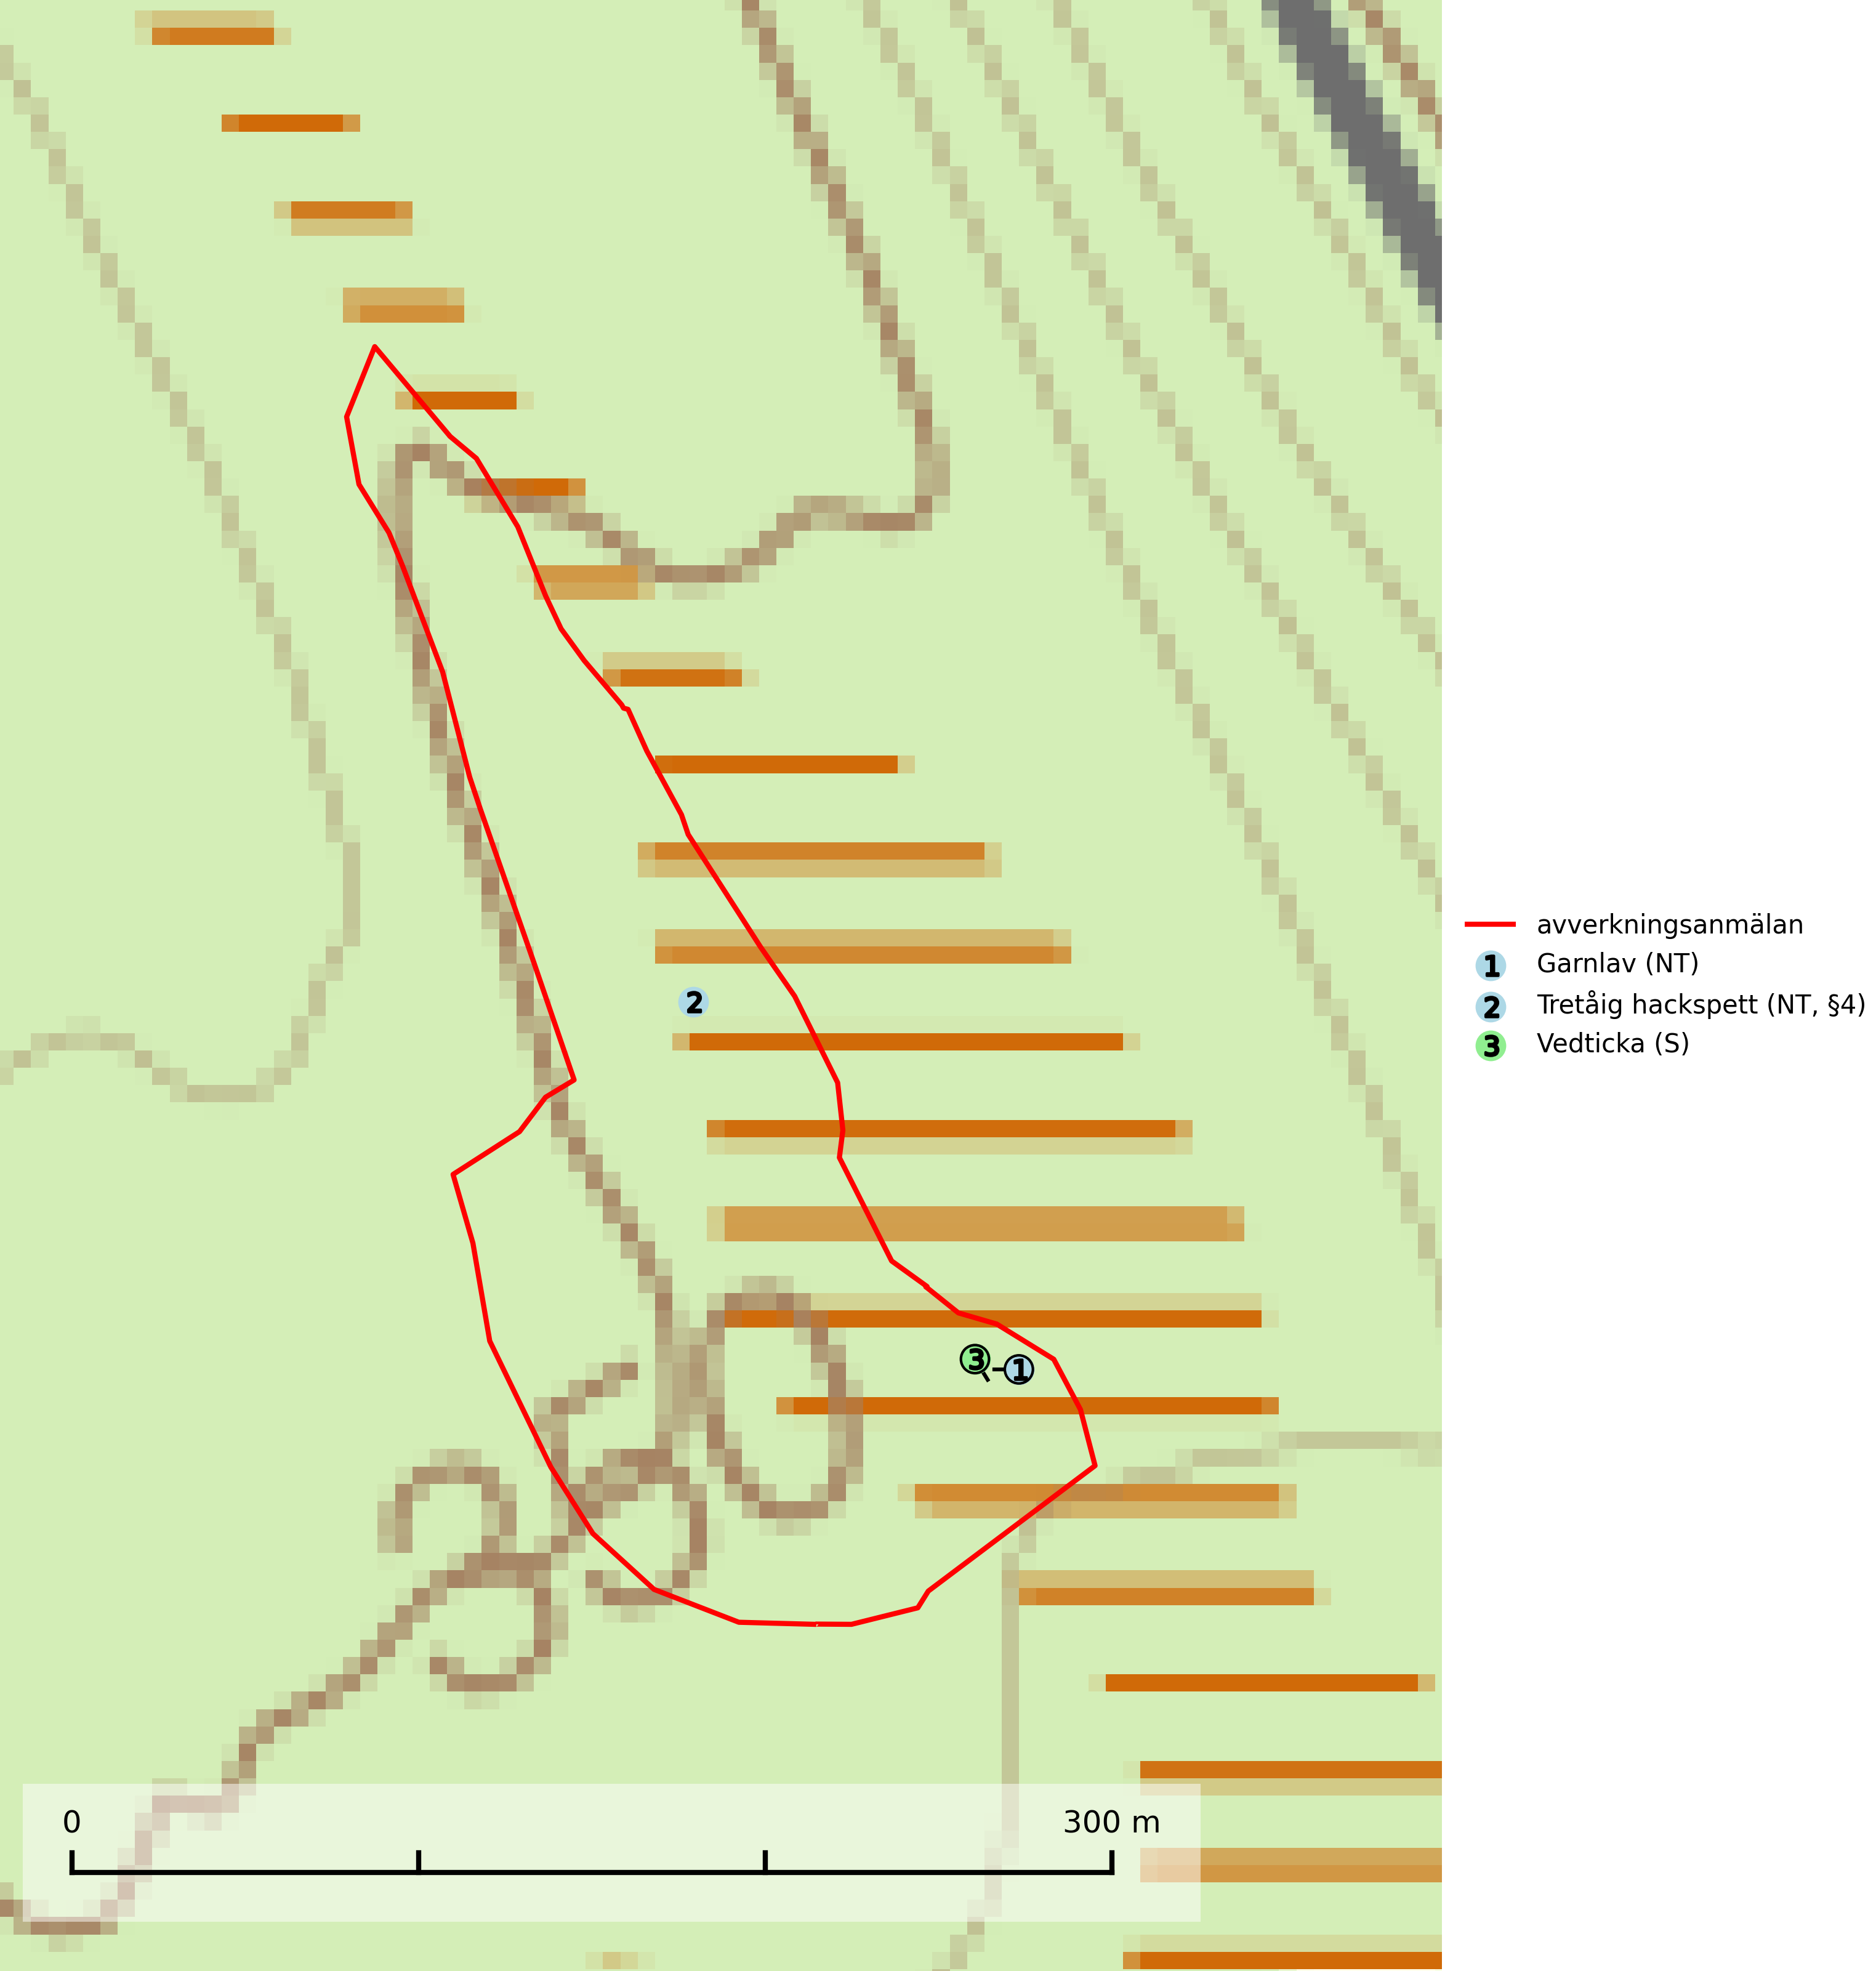 2
3
1
avverkningsanmälan
1 Garnlav (NT)
2 Tretåig hackspett (NT, §4)
3 Vedticka (S)
0 300 m